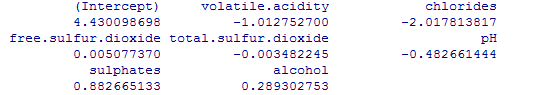 (Intercept) volatile.acidity chlorides
4.430098698 -1.012752700 -2.017813817
free.sulfur.dioxide total.sulfur.dioxide pH
0.005077370 -0.003482245 -0.482661444
sulphates alcohol
0.882665133 0.289302753